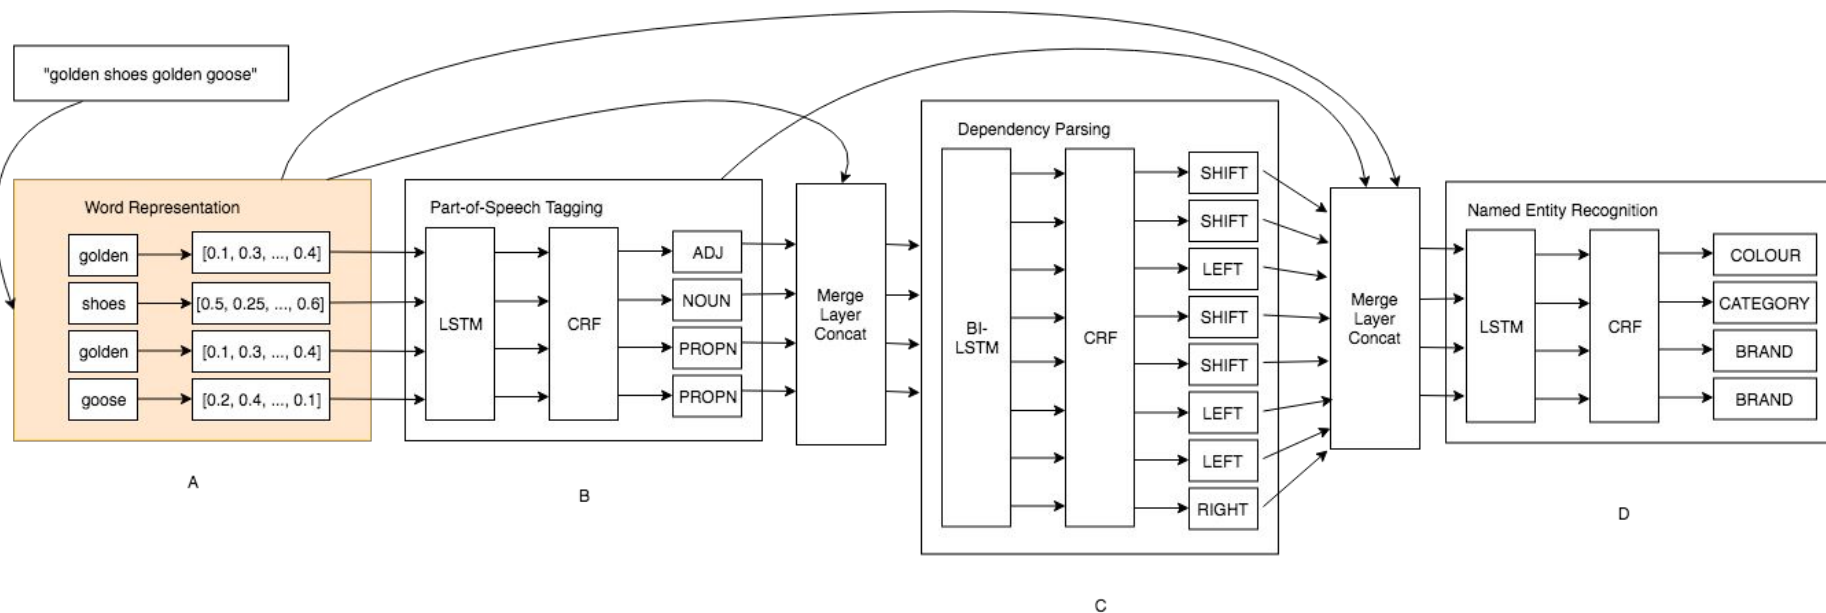 "golden shoes golden goose"
Word Representation
golden
[0.1, 0.3, ..., 0.4]
shoes
[0.5, 0.25, ..., 0.6]
golden
[0.1, 0.3, ..., 0.4]
goose
[0.2, 0.4, ..., 0.1]
A
Part-of-Speech Tagging
LSTM
CRF
ADJ
NOUN
PROPN
PROPN
B
Merge
Layer
Concat
Dependency Parsing
BI-
LSTM
CRF
SHIFT
SHIFT
LEFT
SHIFT
SHIFT
LEFT
LEFT
RIGHT
C
Merge
Layer
Concat
Named Entity Recognition
LSTM
CRF
COLOUR
CATEGORY
BRAND
BRAND
D